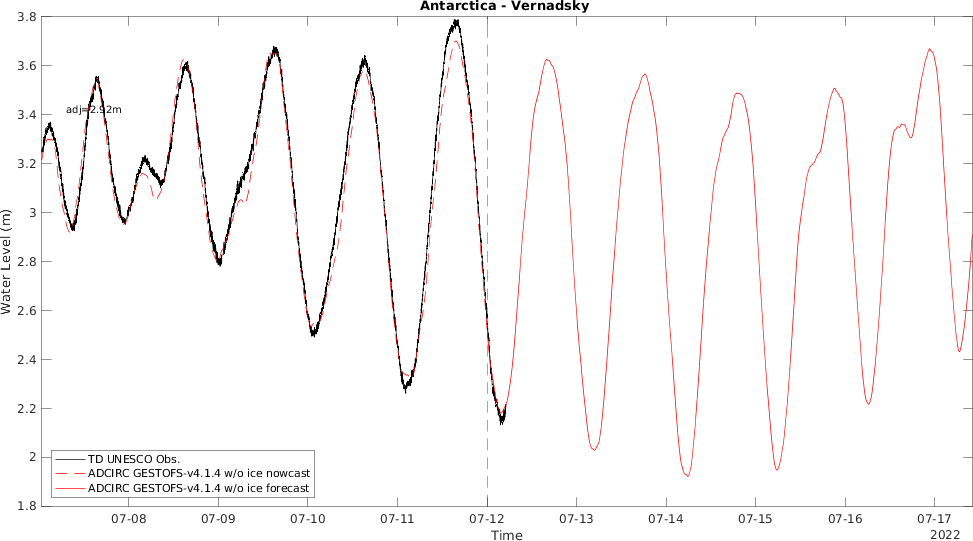 Antarctica - Vernadsky
3.8
3.6
3.4
3.2
3
2.8
2.6
2.4
2.2
2
1.8
Water Level (m)
adj=2.92m
TD UNESCO Obs.
ADCIRC GESTOFS-v4.1.4 w/o ice nowcast
ADCIRC GESTOFS-v4.1.4 w/o ice forecast
07-08 07-09 07-10 07-11 07-12 07-13 07-14 07-15 07-16 07-17
Time
2022